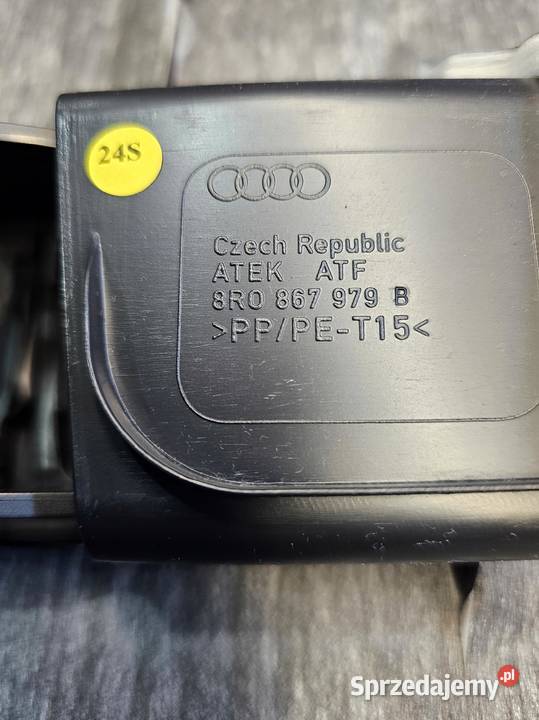 24S
Czech Republic
ATEK ATF
8R0 867 979 B
>PP/PE-T15<
Sprzedajemy.pl